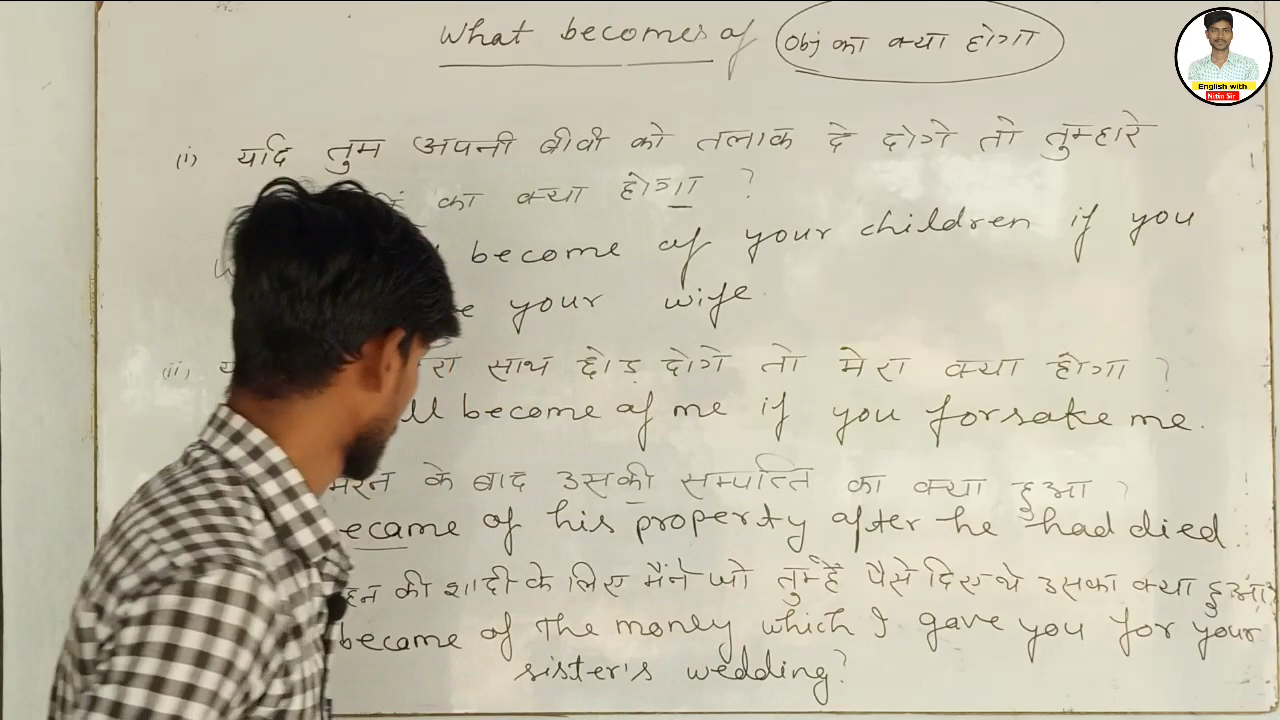 What becomes of obj का क्या होगा
English with
Nitin Sir
(i) यदि तुम अपनी बीवी को तलाक दे दोगे तो तुम्हारे
का क्या होगा ?
become of your children if you
your wife
(ii) साथ छोड़ दोगे तो मेरा क्या होगा ?
become of me if you forsake me.
मरने के बाद उसकी सम्पत्ति का क्या हुआ ?
became of his property after he had died.
की शादी के लिए मैंने जो तुम्हें पैसे दिए थे उसका क्या हुआ?
became of the money which I gave you for your
sister's wedding?